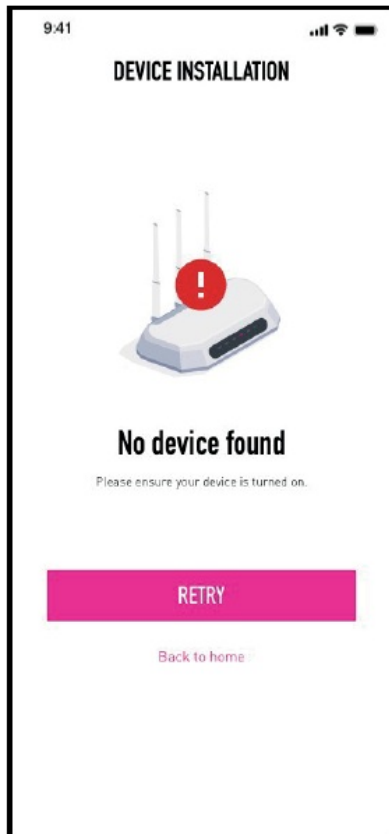 9:41
DEVICE INSTALLATION
!
No device found
Please ensure your device is turned on.
RETRY
Back to home